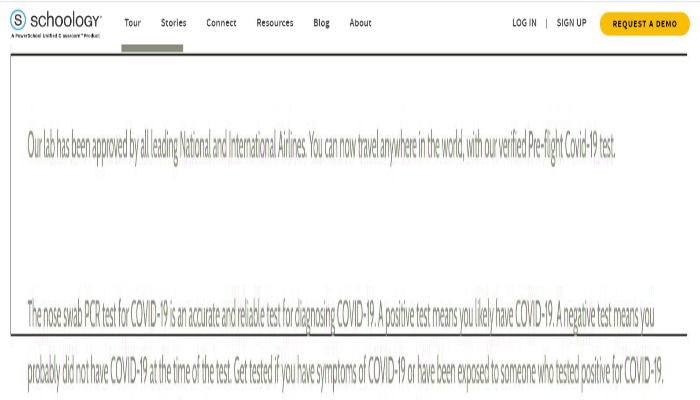 schoology
A PowerSchool Unified Classroom™ Product
Tour Stories Connect Resources Blog About
LOG IN | SIGN UP REQUEST A DEMO
Our lab has been approved by all leading National and International Airlines. You can now travel anywhere in the world, with our verified Pre-flight Covid-19 test.
The nose swab PCR test for COVID-19 is an accurate and reliable test for diagnosing COVID-19. A positive test means you likely have COVID-19. A negative test means you
probably did not have COVID-19 at the time of the test. Get tested if you have symptoms of COVID-19 or have been exposed to someone who tested positive for COVID-19.